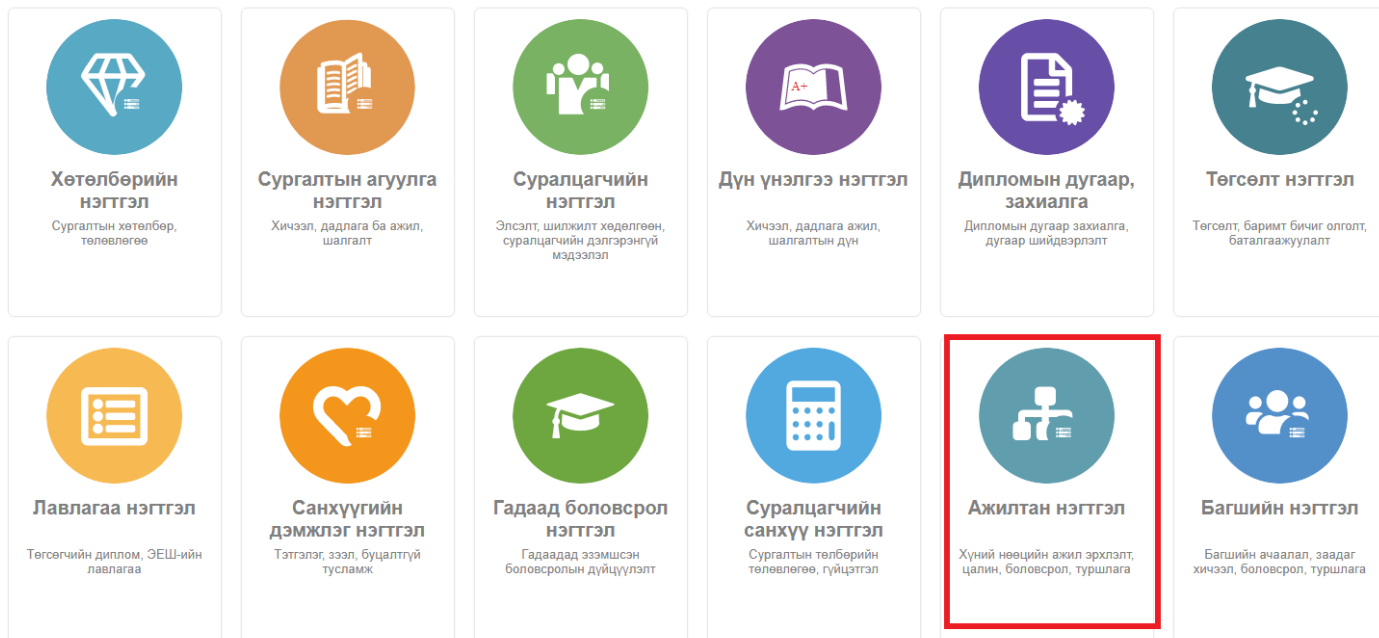 Хөтөлбөрийн
нэгтгэл
Сургалтын хөтөлбөр,
төлөвлөгөө
Сургалтын агуулга
нэгтгэл
Хичээл, дадлага ба ажил,
шалгалт
Суралцагчийн
нэгтгэл
Элсэлт, шилжилт хөдөлгөөн,
суралцагчийн дэлгэрэнгүй
мэдээлэл
A+
Дүн үнэлгээ нэгтгэл
Хичээл, дадлага ажил,
шалгалтын дүн
Дипломын дугаар,
захиалга
Дипломын дугаар захиалга,
дугаар шийдвэрлэлт
Төгсөлт нэгтгэл
Төгсөлт, баримт бичиг олголт,
баталгаажуулалт
Лавлагаа нэгтгэл
Төгсөгчийн диплом, ЭЕШ-ийн
лавлагаа
Санхүүгийн
дэмжлэг нэгтгэл
Тэтгэлэг, зээл, буцалтгүй
тусламж
Гадаад боловсрол
нэгтгэл
Гадаадад эзэмшсэн
боловсролын дүйцүүлэлт
Суралцагчийн
санхүү нэгтгэл
Сургалтын төлбөрийн
төлөвлөгөө, гүйцэтгэл
Ажилтан нэгтгэл
Хүний нөөцийн ажил эрхлэлт,
цалин, боловсрол, туршлага
Багшийн нэгтгэл
Багшийн ачаалал, заадаг
хичээл, боловсрол, туршлага